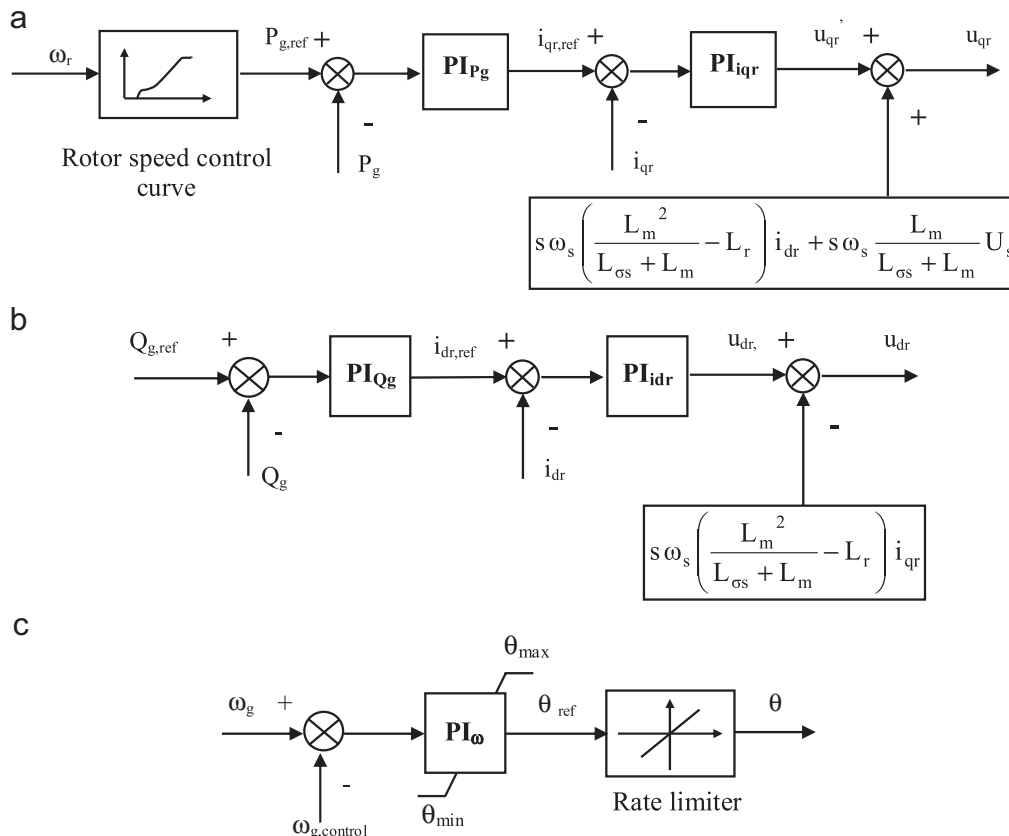 a
ωr
Pg,ref +
PIPg
iqr,ref +
PIiqr
uqr' +
uqr
-
Pg
-
iqr
+
Rotor speed control
curve
s ωs ( Lm² / (Lσs + Lm) − Lr ) idr + s ωs Lm / (Lσs + Lm) Us
b
Qg,ref +
PIQg
idr,ref +
PIidr
udr, +
udr
-
Qg
-
idr
-
s ωs ( Lm² / (Lσs + Lm) − Lr ) iqr
c
θmax
ωg +
PIω
θ ref
θ
-
ωg,control
θmin
Rate limiter